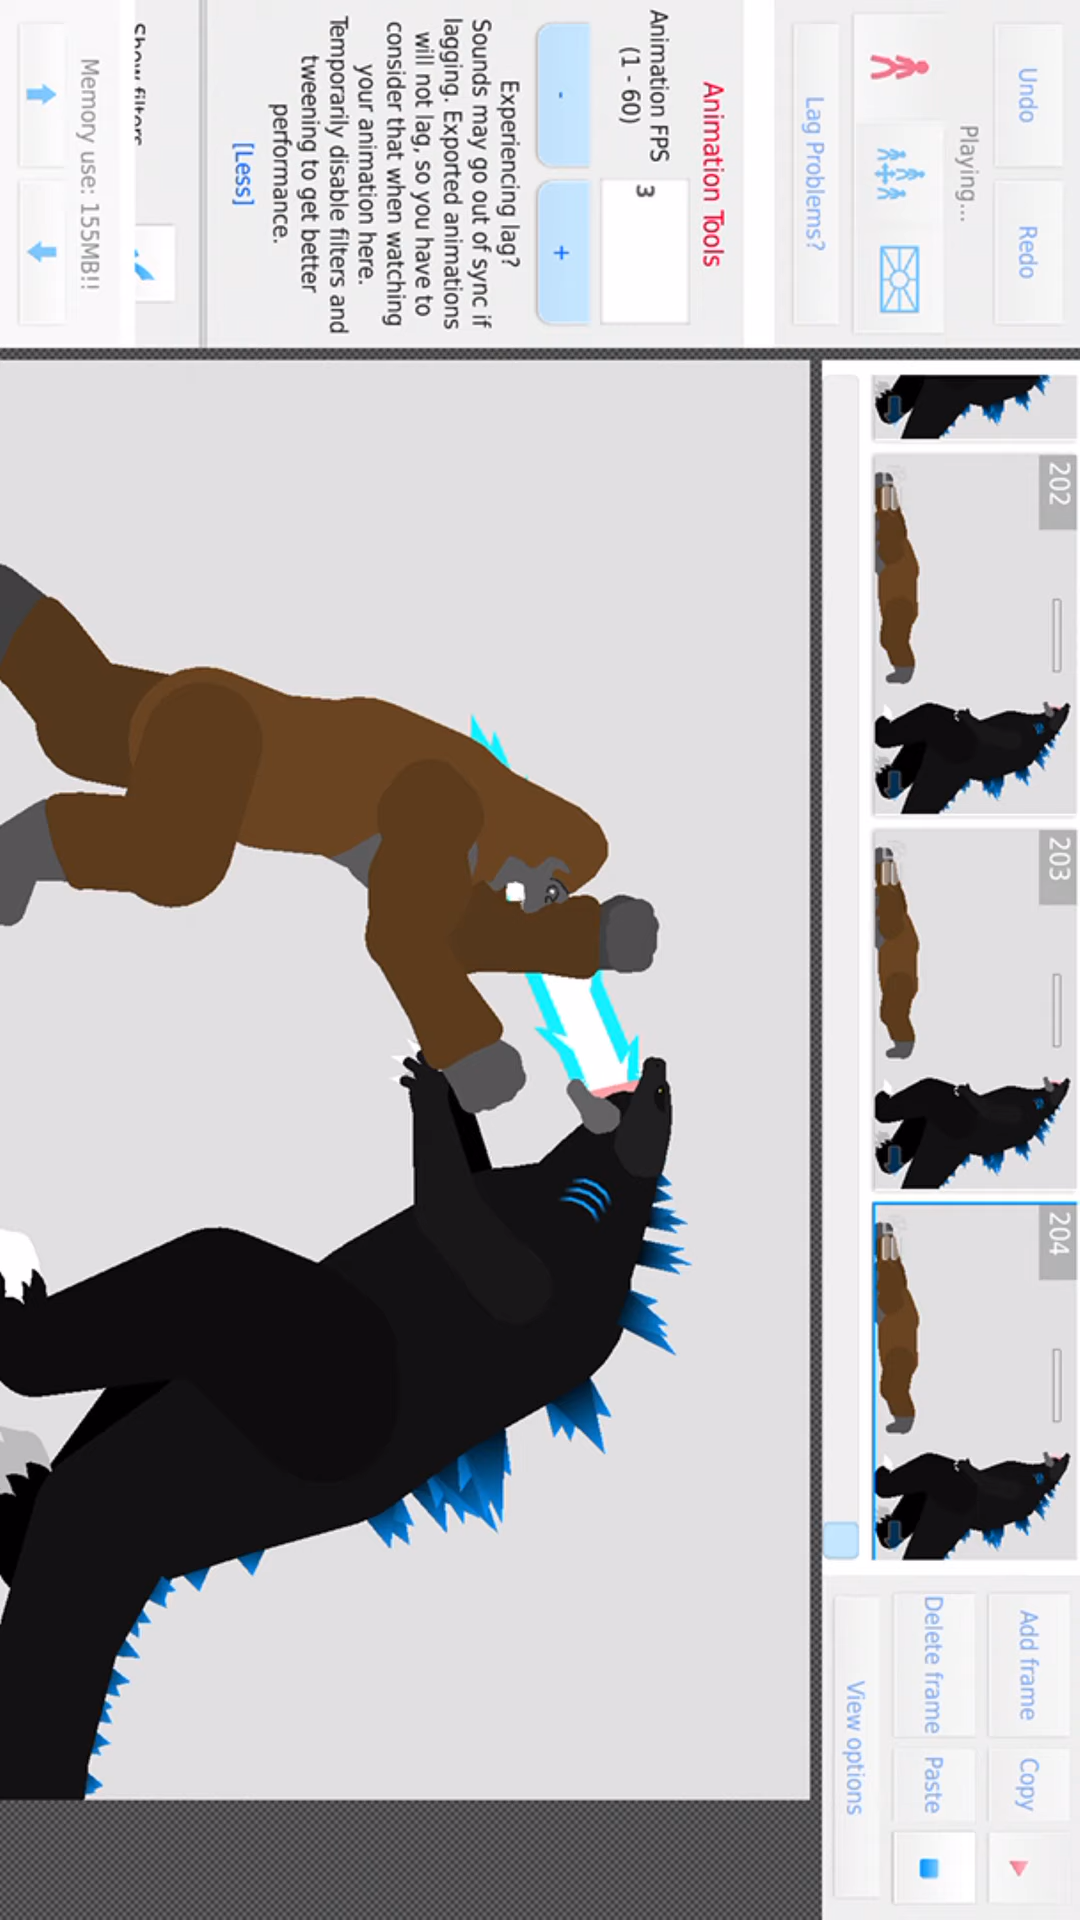 Undo
Redo
Playing...
Lag Problems?
Animation Tools
Animation FPS
(1 - 60)
3
-
+
Experiencing lag?
Sounds may go out of sync if
lagging. Exported animations
will not lag, so you have to
consider that when watching
your animation here.
Temporarily disable filters and
tweening to get better
performance.
[Less]
Show filters
Memory use: 155MB!!
202
203
204
Add frame
Copy
Delete frame
Paste
View options